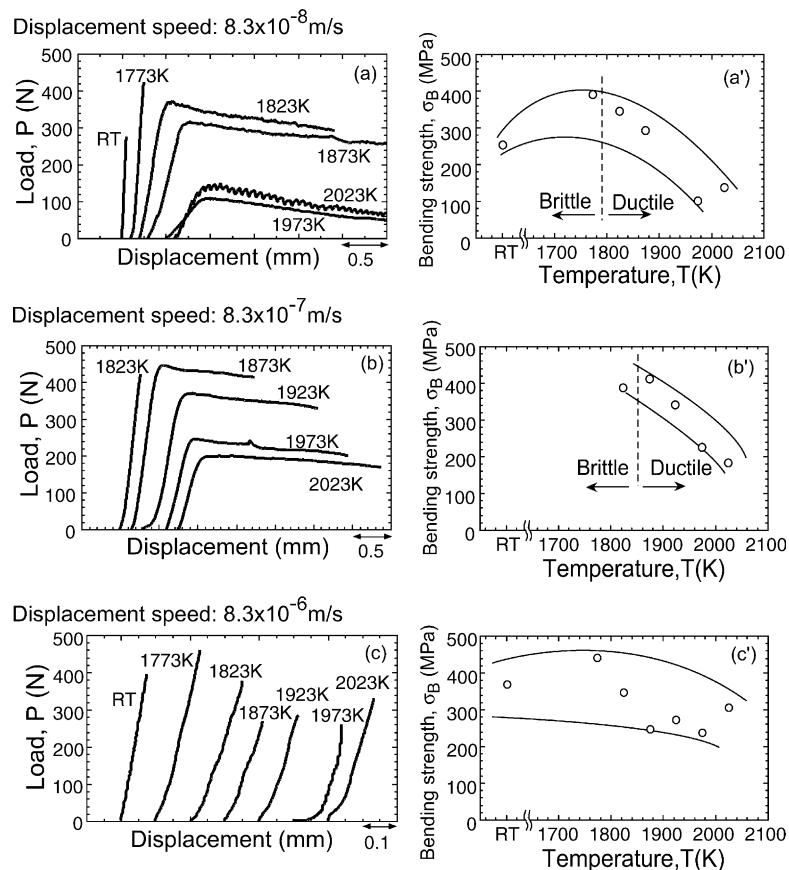 Displacement speed: 8.3x10-8m/s
(a)
1773K
1823K
RT
1873K
2023K
1973K
Load, P (N)
500
400
300
200
100
0
Displacement (mm)
0.5
(a')
Bending strength, σB (MPa)
500
400
300
200
100
Brittle
Ductile
RT
1700
1800
1900
2000
2100
Temperature,T(K)
Displacement speed: 8.3x10-7m/s
(b)
1823K
1873K
1923K
1973K
2023K
Load, P (N)
500
400
300
200
100
0
Displacement (mm)
0.5
(b')
Bending strength, σB (MPa)
500
400
300
200
100
0
Brittle
Ductile
RT
1700
1800
1900
2000
2100
Temperature,T(K)
Displacement speed: 8.3x10-6m/s
(c)
1773K
RT
1823K
1873K
1923K
1973K
2023K
Load, P (N)
500
400
300
200
100
0
Displacement (mm)
0.1
(c')
Bending strength, σB (MPa)
500
400
300
200
100
0
RT
1700
1800
1900
2000
2100
Temperature,T(K)